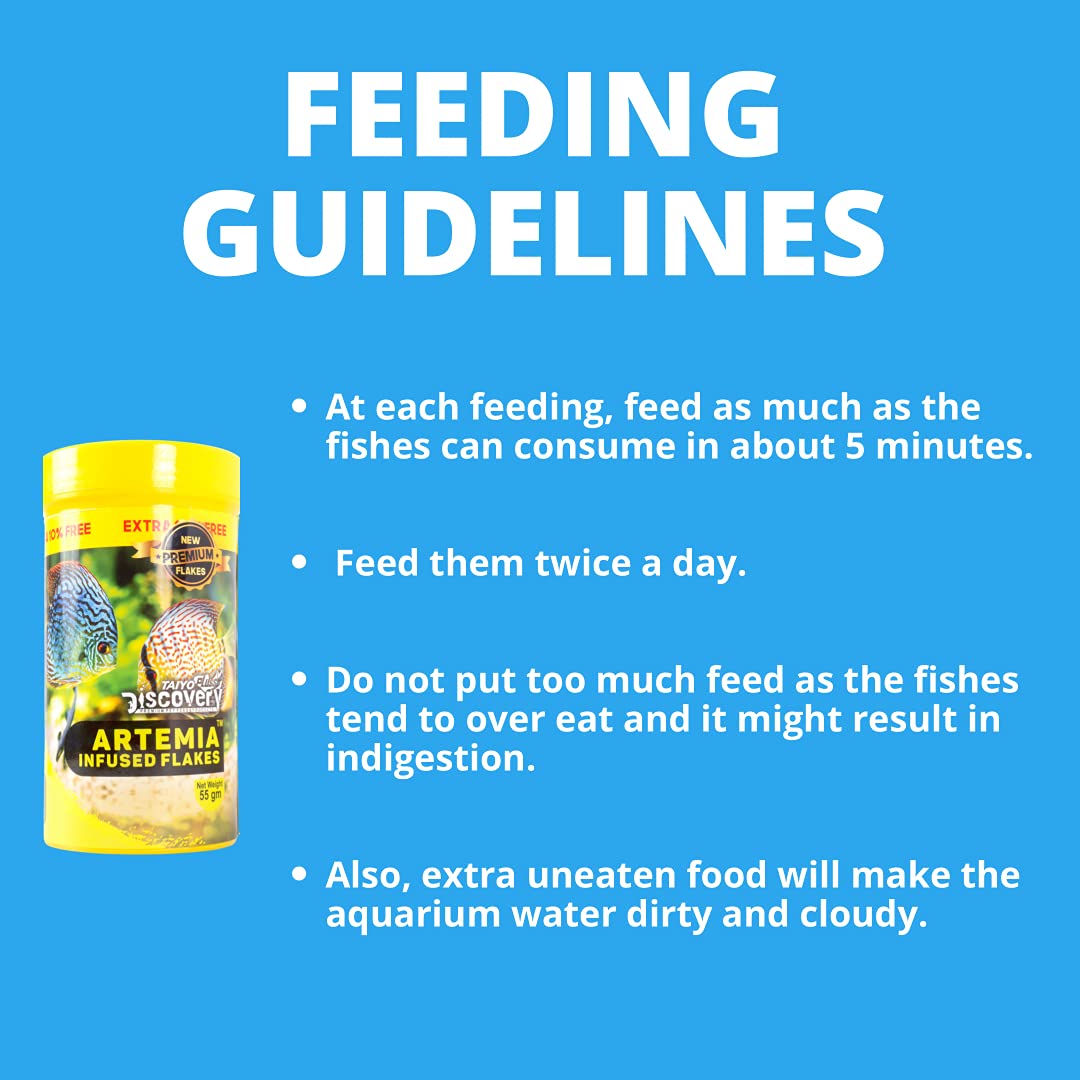 FEEDING
GUIDELINES
• At each feeding, feed as much as the
fishes can consume in about 5 minutes.
• Feed them twice a day.
• Do not put too much feed as the fishes
tend to over eat and it might result in
indigestion.
• Also, extra uneaten food will make the
aquarium water dirty and cloudy.
10% FREE
EXTRA FREE
NEW
PREMIUM
FLAKES
TAIYO
Discovery
ARTEMIA™
INFUSED FLAKES
Net Weight
55 gm